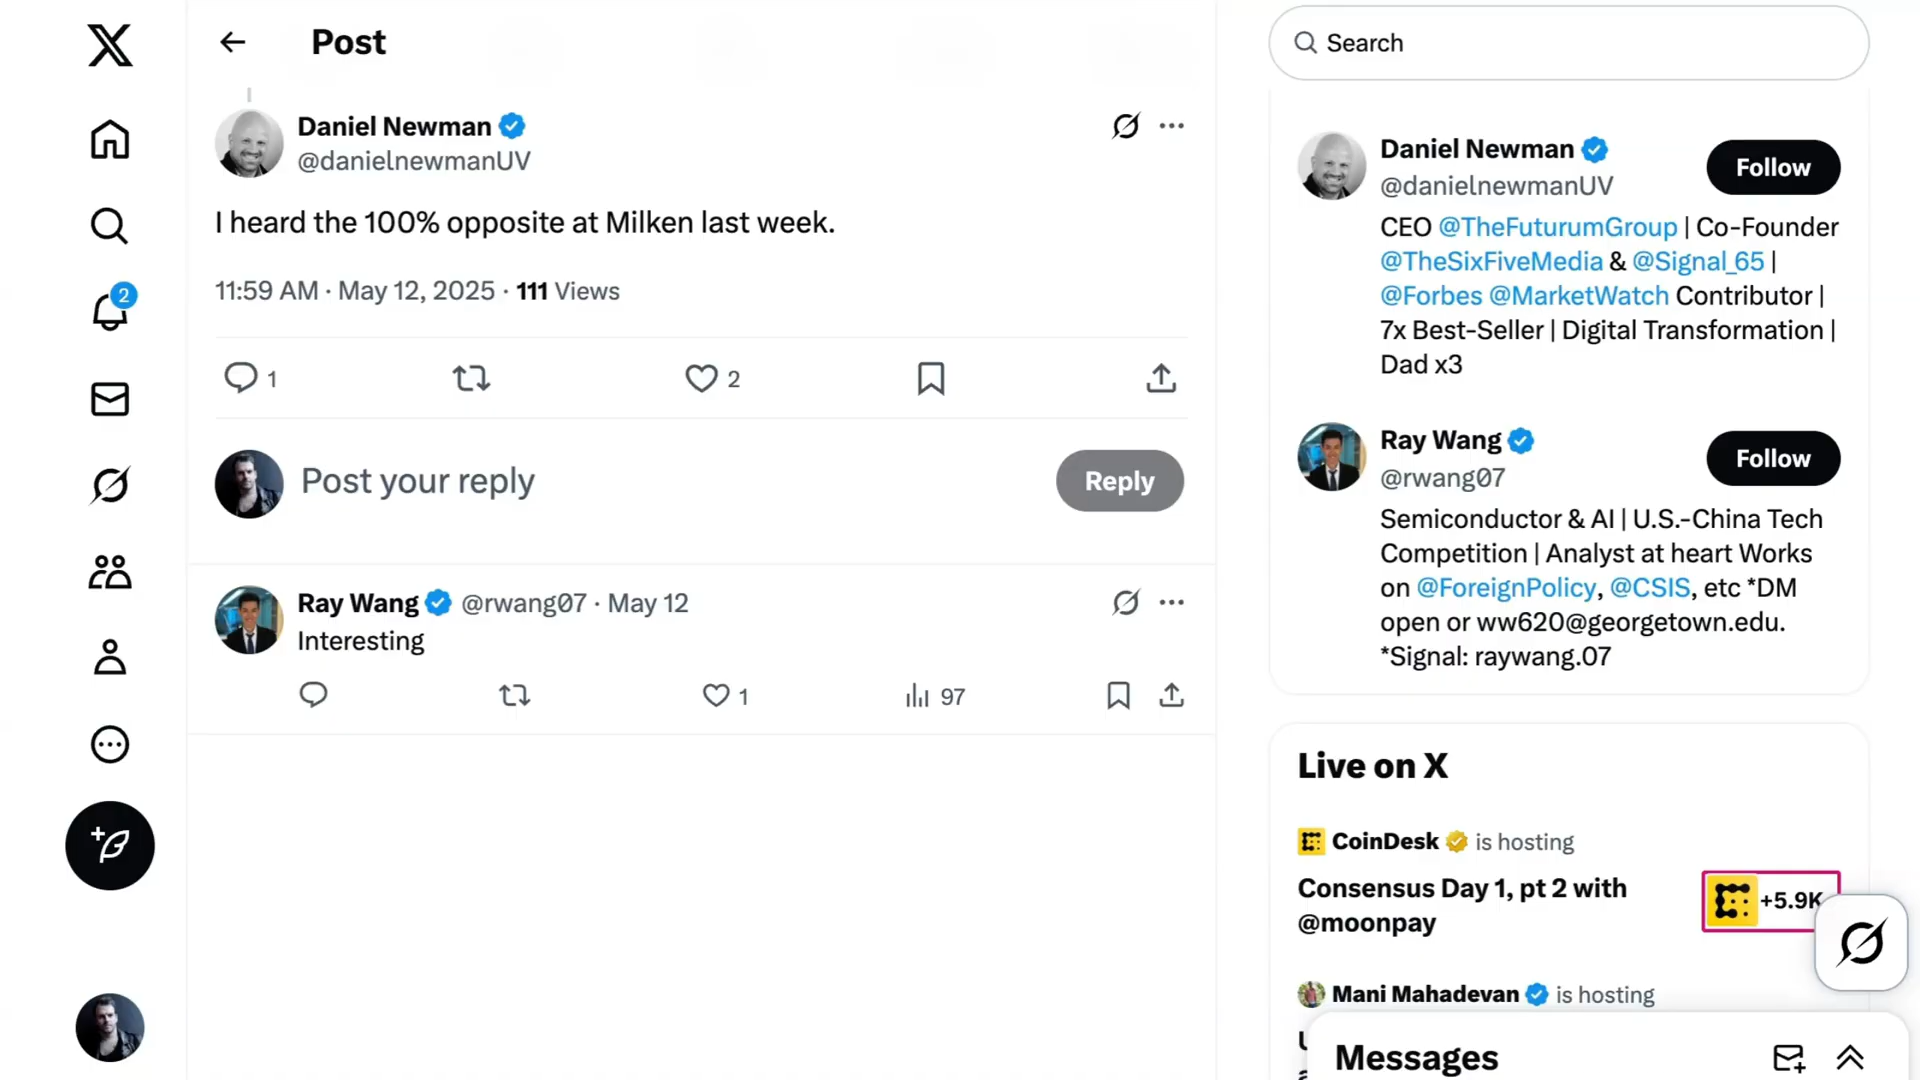 Post
Daniel Newman
@danielnewmanUV
I heard the 100% opposite at Milken last week.
11:59 AM · May 12, 2025 · 111 Views
1
2
Post your reply
Reply
Ray Wang @rwang07 · May 12
Interesting
1
97
2
Search
Daniel Newman
@danielnewmanUV
Follow
CEO @TheFuturumGroup | Co-Founder
@TheSixFiveMedia & @Signal_65 |
@Forbes @MarketWatch Contributor |
7x Best-Seller | Digital Transformation |
Dad x3
Ray Wang
@rwang07
Follow
Semiconductor & AI | U.S.-China Tech
Competition | Analyst at heart Works
on @ForeignPolicy, @CSIS, etc *DM
open or ww620@georgetown.edu.
*Signal: raywang.07
Live on X
CoinDesk is hosting
Consensus Day 1, pt 2 with
@moonpay
+5.9K
Mani Mahadevan is hosting
Messages